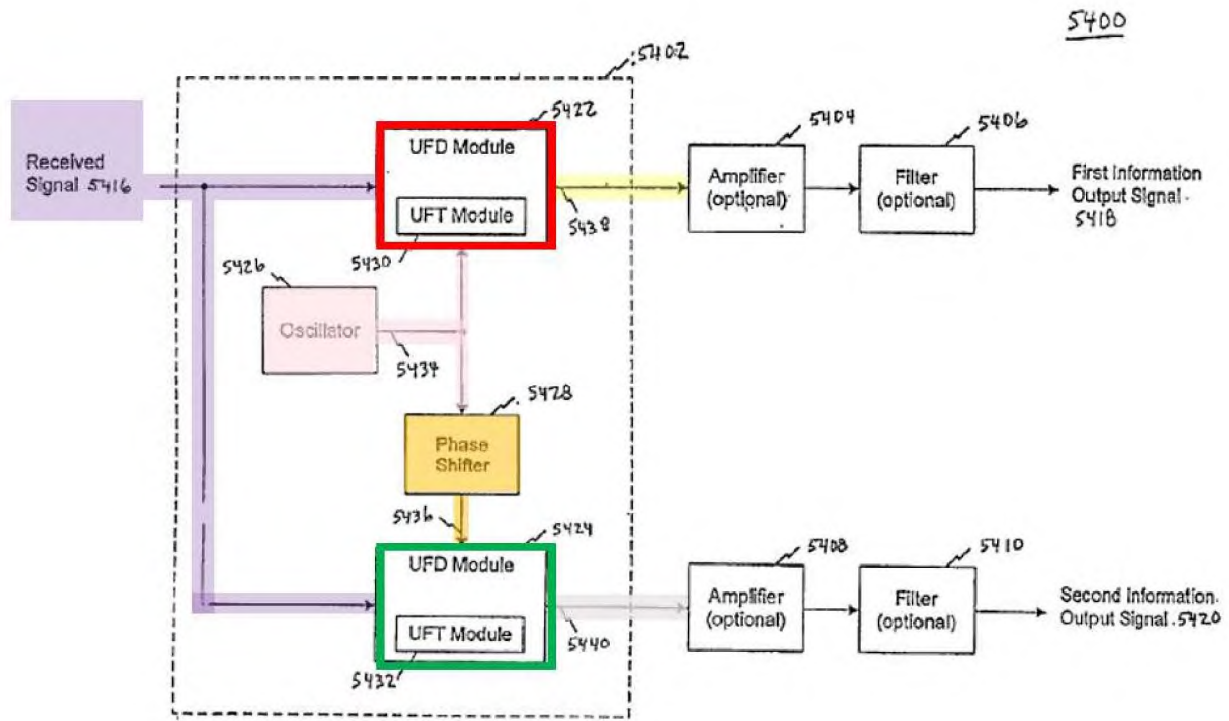 5400
5402
5422
5404
5406
UFD Module
Received
Signal 5416
Amplifier
(optional)
Filter
(optional)
First Information
Output Signal.
5418
UFT Module
5438
5430
5426
Oscillator
5434
5428
Phase
Shifter
5436
5424
5408
5410
UFD Module
Amplifier
(optional)
Filter
(optional)
Second Information.
Output Signal.5420
UFT Module
5440
5432